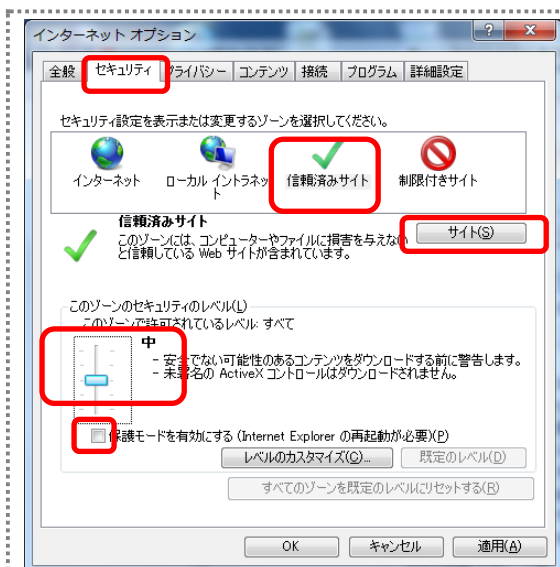 インターネット オプション
全般 セキュリティ プライバシー コンテンツ 接続 プログラム 詳細設定
セキュリティ設定を表示または変更するゾーンを選択してください。
インターネット
ローカル イントラネット
信頼済みサイト
制限付きサイト
信頼済みサイト
このゾーンには、コンピューターやファイルに損害を与えない
と信頼している Web サイトが含まれています。
サイト(S)
このゾーンのセキュリティのレベル(L)
このゾーンで許可されているレベル: すべて
中
- 安全でない可能性のあるコンテンツをダウンロードする前に警告します。
- 未署名の ActiveX コントロールはダウンロードされません。
保護モードを有効にする (Internet Explorer の再起動が必要)(P)
レベルのカスタマイズ(C)... 既定のレベル(D)
すべてのゾーンを既定のレベルにリセットする(R)
OK キャンセル 適用(A)